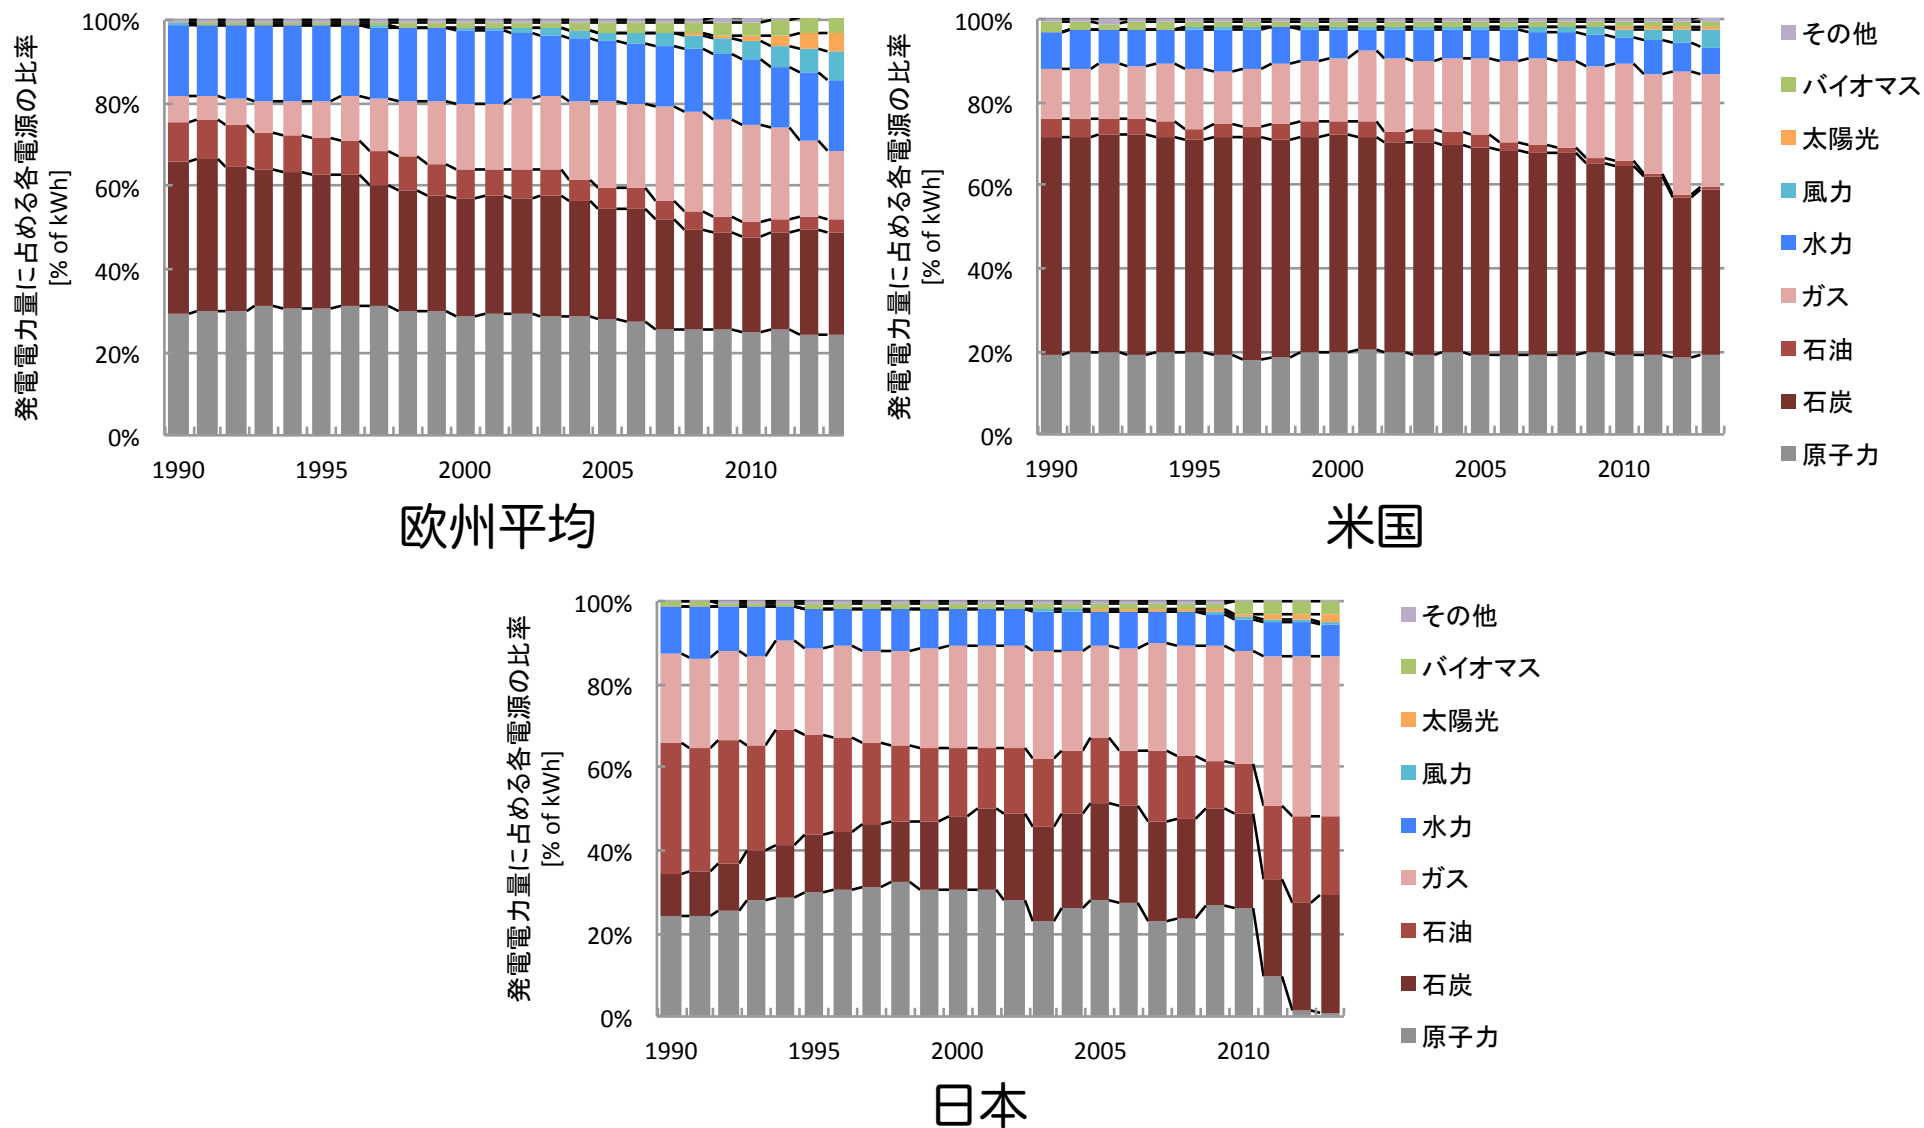 発電電力量に占める各電源の比率
[% of kWh]
100%
80%
60%
40%
20%
0%
1990 1995 2000 2005 2010
欧州平均
発電電力量に占める各電源の比率
[% of kWh]
100%
80%
60%
40%
20%
0%
1990 1995 2000 2005 2010
米国
その他
バイオマス
太陽光
風力
水力
ガス
石油
石炭
原子力
発電電力量に占める各電源の比率
[% of kWh]
100%
80%
60%
40%
20%
0%
1990 1995 2000 2005 2010
日本
その他
バイオマス
太陽光
風力
水力
ガス
石油
石炭
原子力